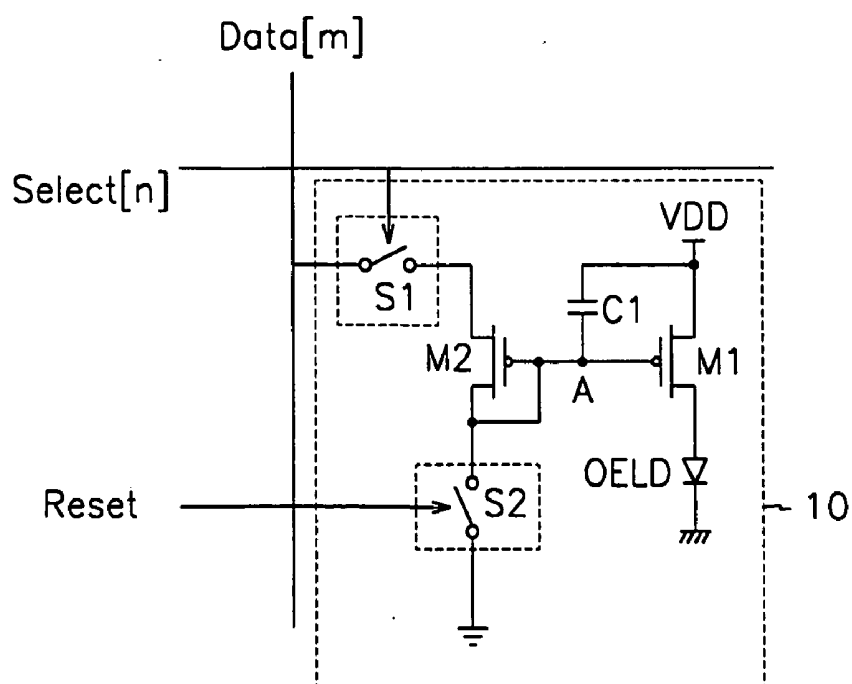 Data[m]
Select[n]
VDD
S1
C1
M2
M1
A
OELD
Reset
S2
10